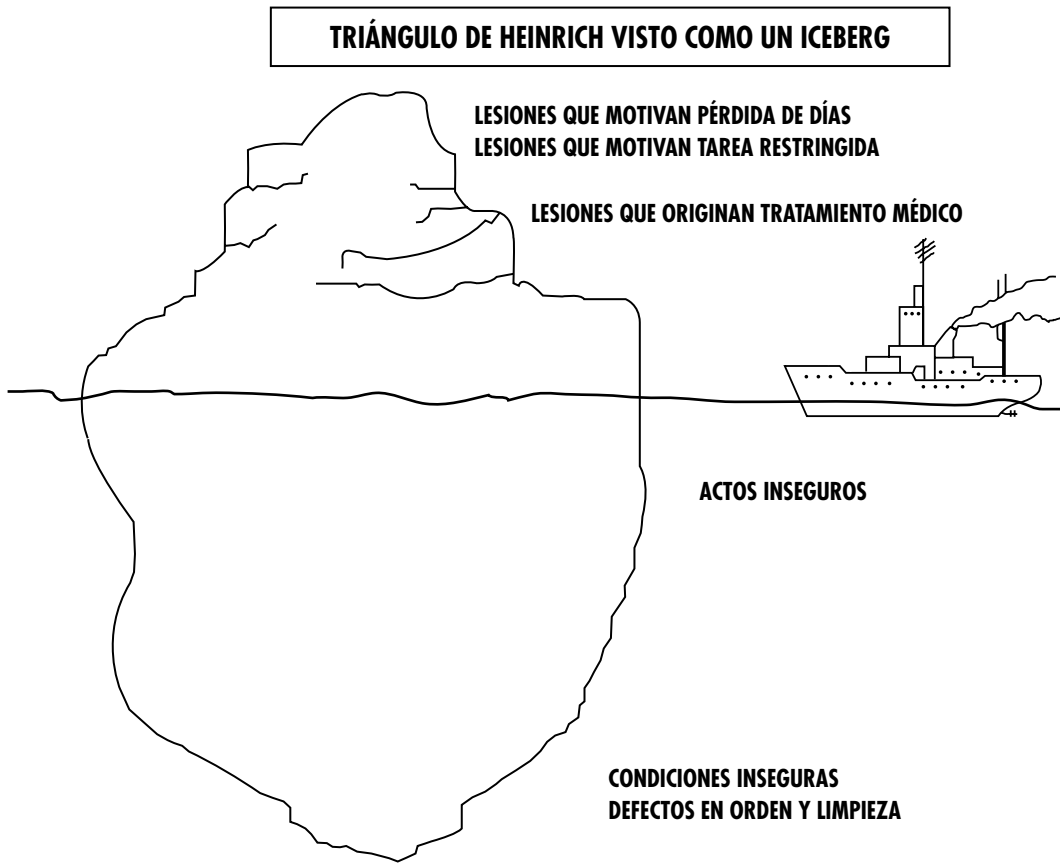 TRIÁNGULO DE HEINRICH VISTO COMO UN ICEBERG
LESIONES QUE MOTIVAN PÉRDIDA DE DÍAS
LESIONES QUE MOTIVAN TAREA RESTRINGIDA
LESIONES QUE ORIGINAN TRATAMIENTO MÉDICO
ACTOS INSEGUROS
CONDICIONES INSEGURAS
DEFECTOS EN ORDEN Y LIMPIEZA